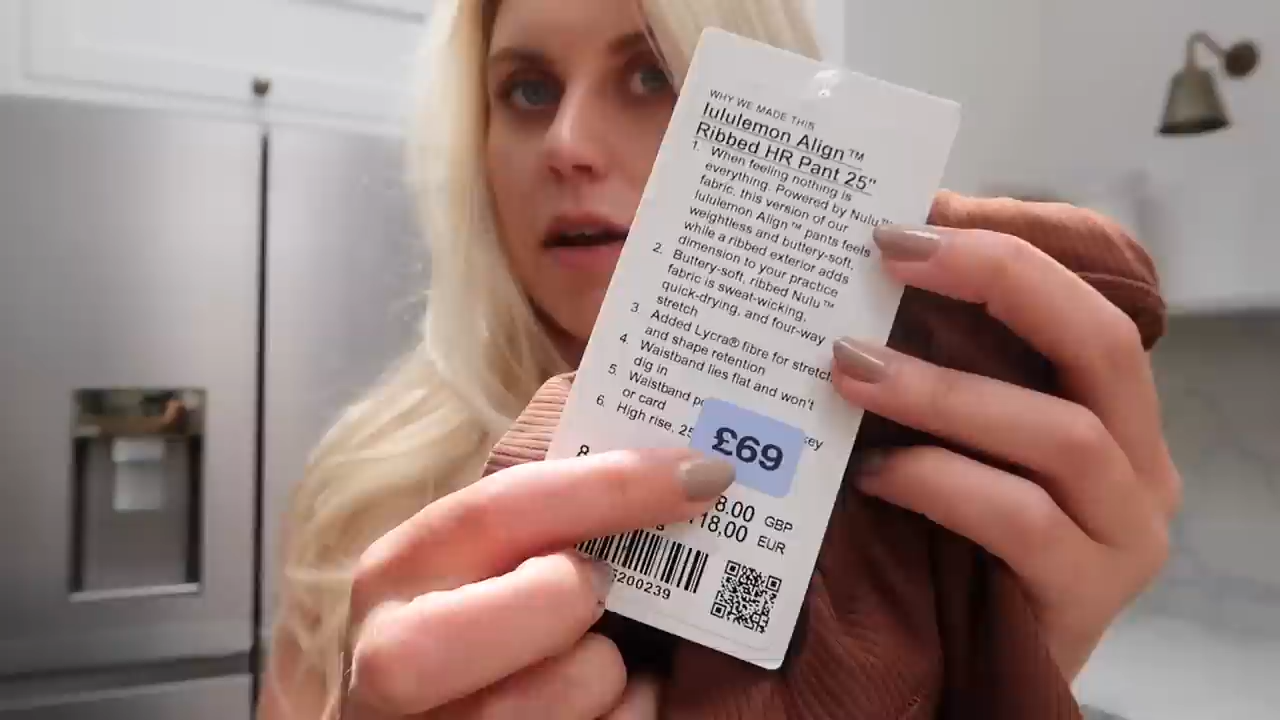 WHY WE MADE THIS
lululemon Align™
Ribbed HR Pant 25"
1. When feeling nothing is
everything. Powered by Nulu™
fabric, this version of our
lululemon Align™ pants feels
weightless and buttery-soft,
while a ribbed exterior adds
dimension to your practice
2. Buttery-soft, ribbed Nulu™
fabric is sweat-wicking,
quick-drying, and four-way
stretch
3. Added Lycra® fibre for stretch
and shape retention
4. Waistband lies flat and won't
dig in
5. Waistband
or card
6. High rise,
£69
8
8.00 GBP
118,00 EUR
5200239